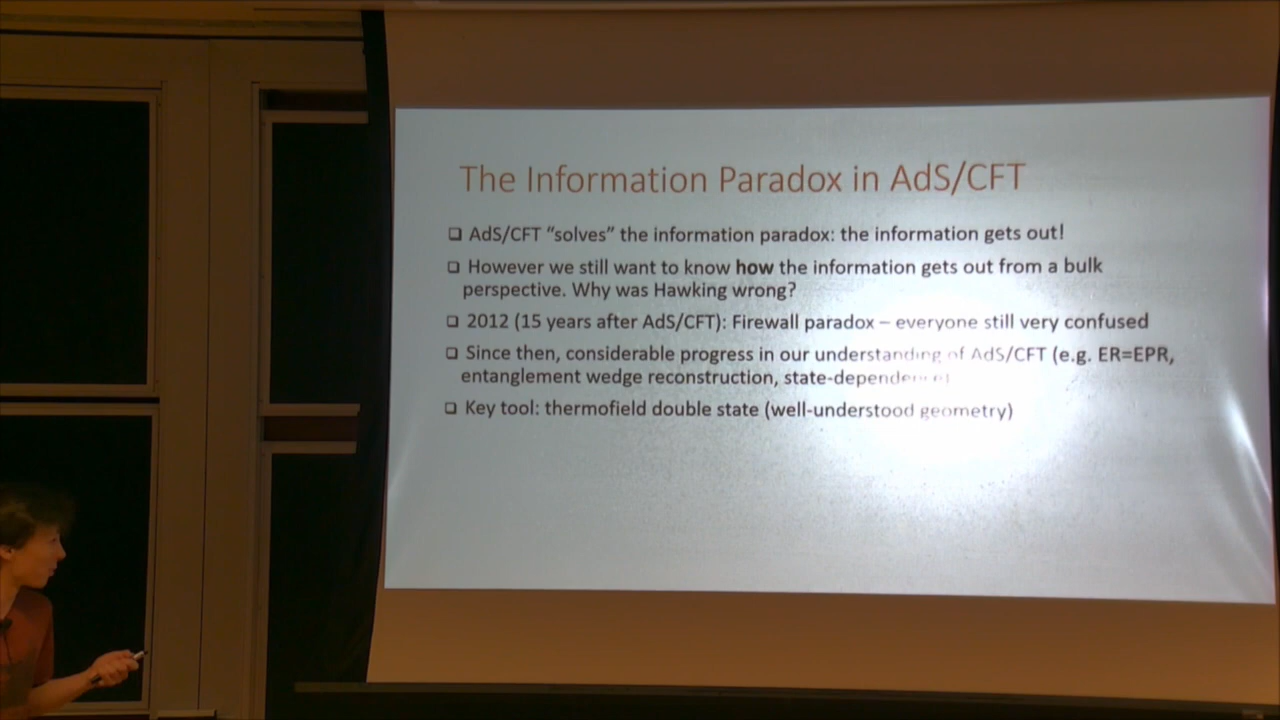 The Information Paradox in AdS/CFT
❑ AdS/CFT “solves” the information paradox: the information gets out!
❑ However we still want to know how the information gets out from a bulk
perspective. Why was Hawking wrong?
❑ 2012 (15 years after AdS/CFT): Firewall paradox – everyone still very confused
❑ Since then, considerable progress in our understanding of AdS/CFT (e.g. ER=EPR,
entanglement wedge reconstruction,
❑ Key tool: thermofield double state (well-understood geometry)